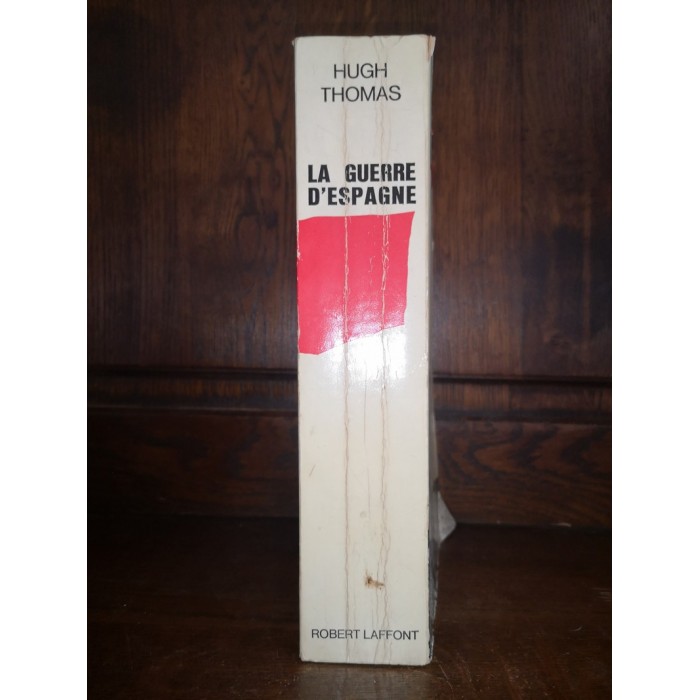 HUGH
THOMAS
LA GUERRE
D'ESPAGNE
ROBERT LAFFONT